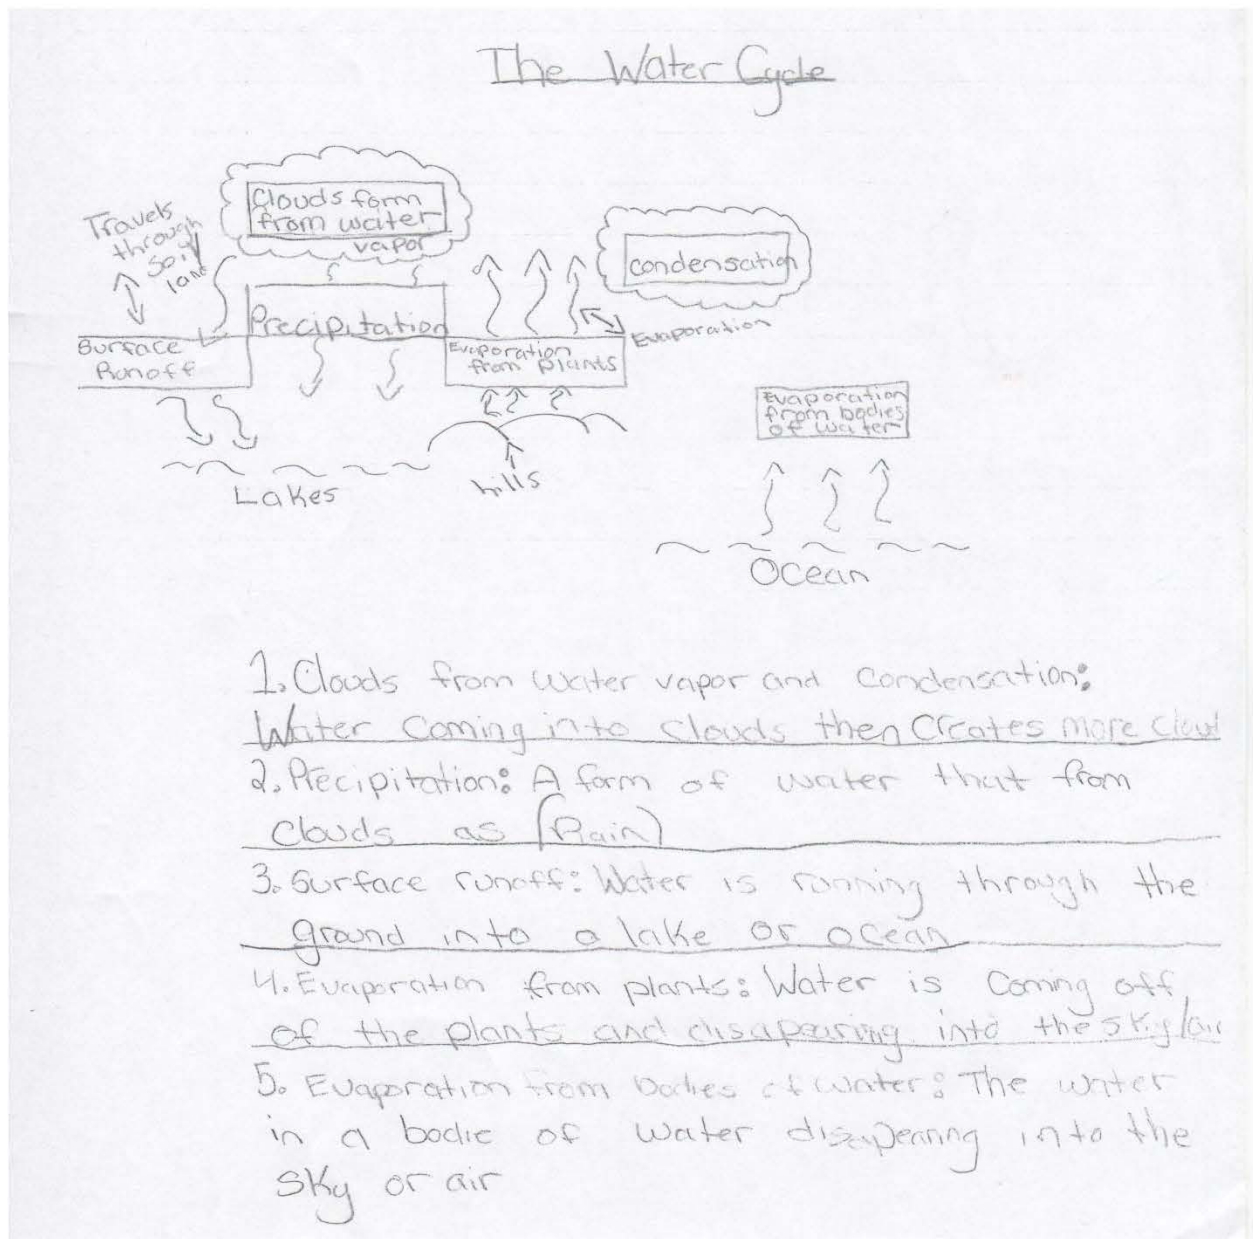 The Water Cycle
Clouds form
from water
vapor
Travels
through
soil/
land
condensation
Precipitation
Evaporation
Surface
Runoff
Evaporation
from plants
Evaporation
from bodies
of water
Lakes
hills
Ocean
1. Clouds from water vapor and condensation:
Water coming into clouds then creates more cloud
2. Precipitation: A form of water that from
clouds as (Rain)
3. Surface runoff: Water is running through the
ground into a lake or ocean
4. Evaporation from plants: Water is coming off
of the plants and disapearing into the sky/air
5. Evaporation from bodies of water: The water
in a bodie of water disapearing into the
sky or air